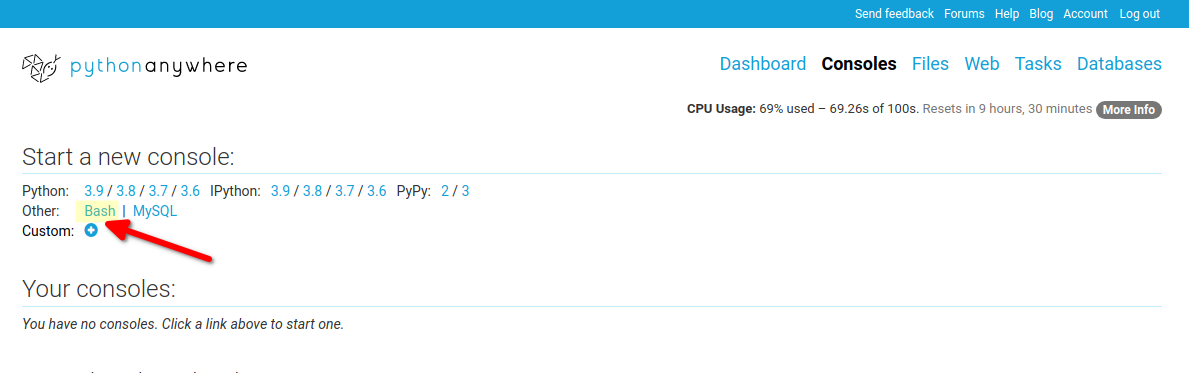 Send feedback Forums Help Blog Account Log out
pythonanywhere
Dashboard Consoles Files Web Tasks Databases
CPU Usage: 69% used – 69.26s of 100s. Resets in 9 hours, 30 minutes More Info
Start a new console:
Python: 3.9 / 3.8 / 3.7 / 3.6 IPython: 3.9 / 3.8 / 3.7 / 3.6 PyPy: 2 / 3
Other: Bash | MySQL
Custom:
Your consoles:
You have no consoles. Click a link above to start one.